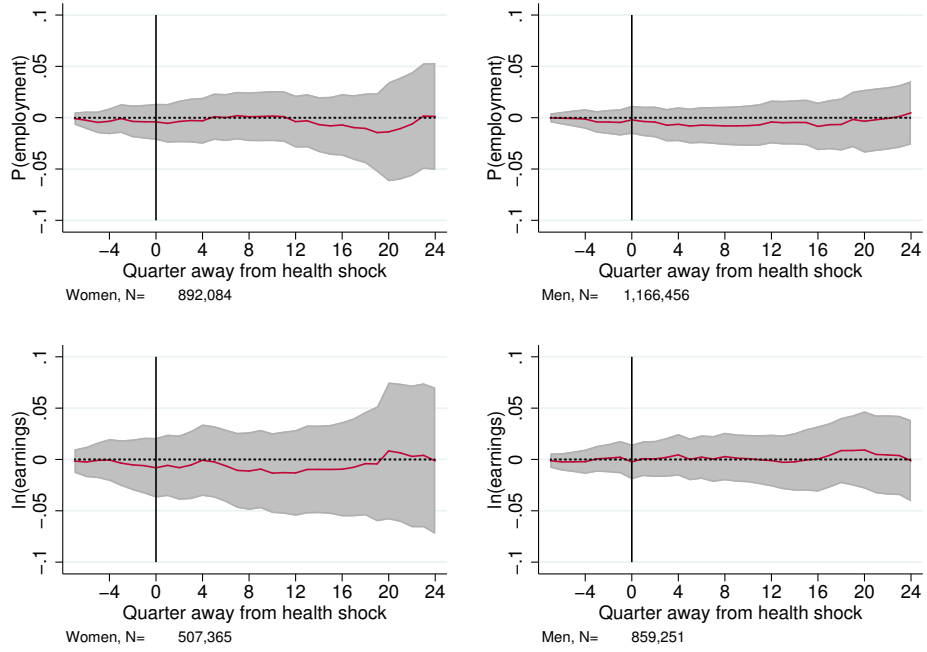 P(employment)
.1
.05
0
-.05
-.1
-4 0 4 8 12 16 20 24
Quarter away from health shock
Women, N= 892,084
P(employment)
.1
.05
0
-.05
-.1
-4 0 4 8 12 16 20 24
Quarter away from health shock
Men, N= 1,166,456
ln(earnings)
.1
.05
0
-.05
-.1
-4 0 4 8 12 16 20 24
Quarter away from health shock
Women, N= 507,365
ln(earnings)
.1
.05
0
-.05
-.1
-4 0 4 8 12 16 20 24
Quarter away from health shock
Men, N= 859,251